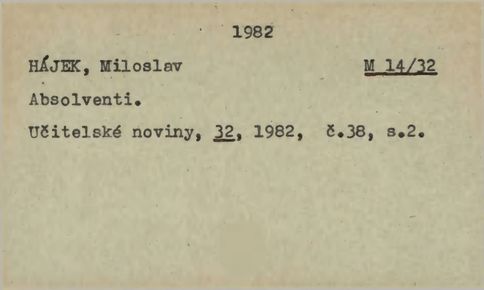 1982
HÁJEK, Miloslav M 14/32
Absolventi.
Učitelské noviny, 32, 1982, č.38, s.2.